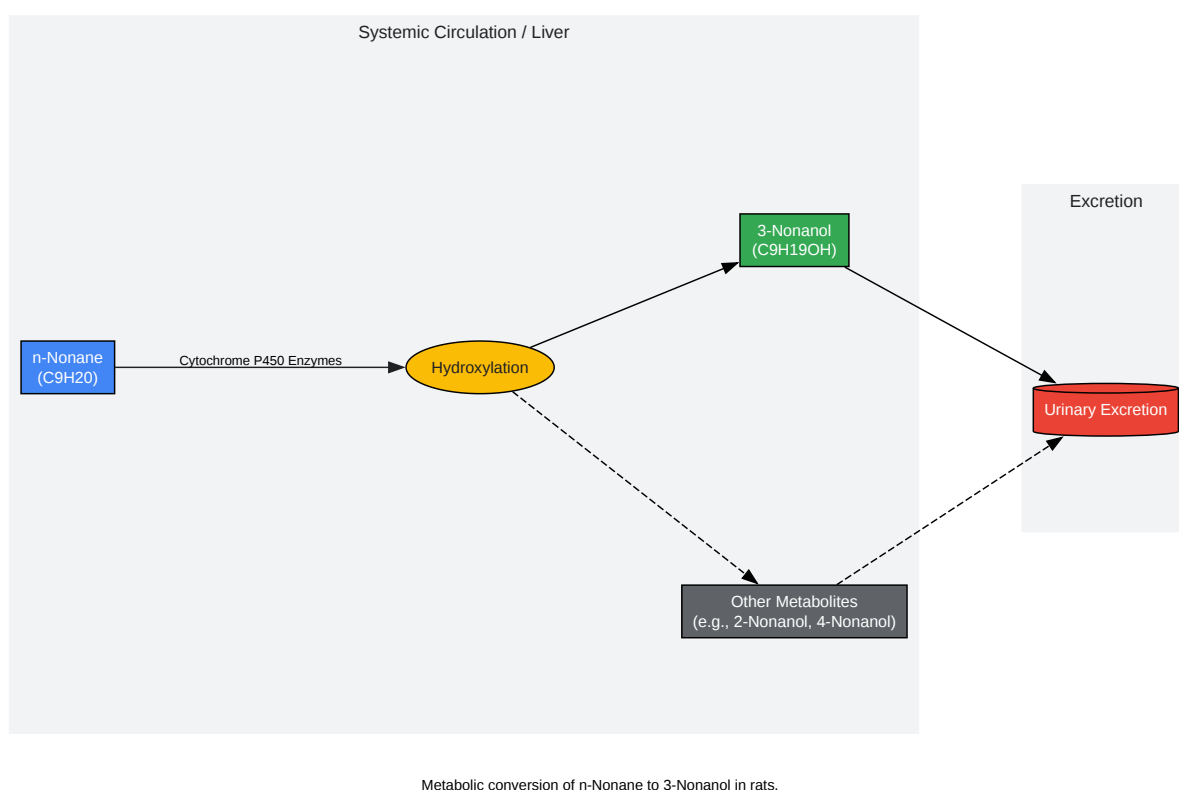 Systemic Circulation / Liver
Excretion
3-Nonanol
(C9H19OH)
n-Nonane
(C9H20)
Cytochrome P450 Enzymes
Hydroxylation
Urinary Excretion
Other Metabolites
(e.g., 2-Nonanol, 4-Nonanol)
Metabolic conversion of n-Nonane to 3-Nonanol in rats.